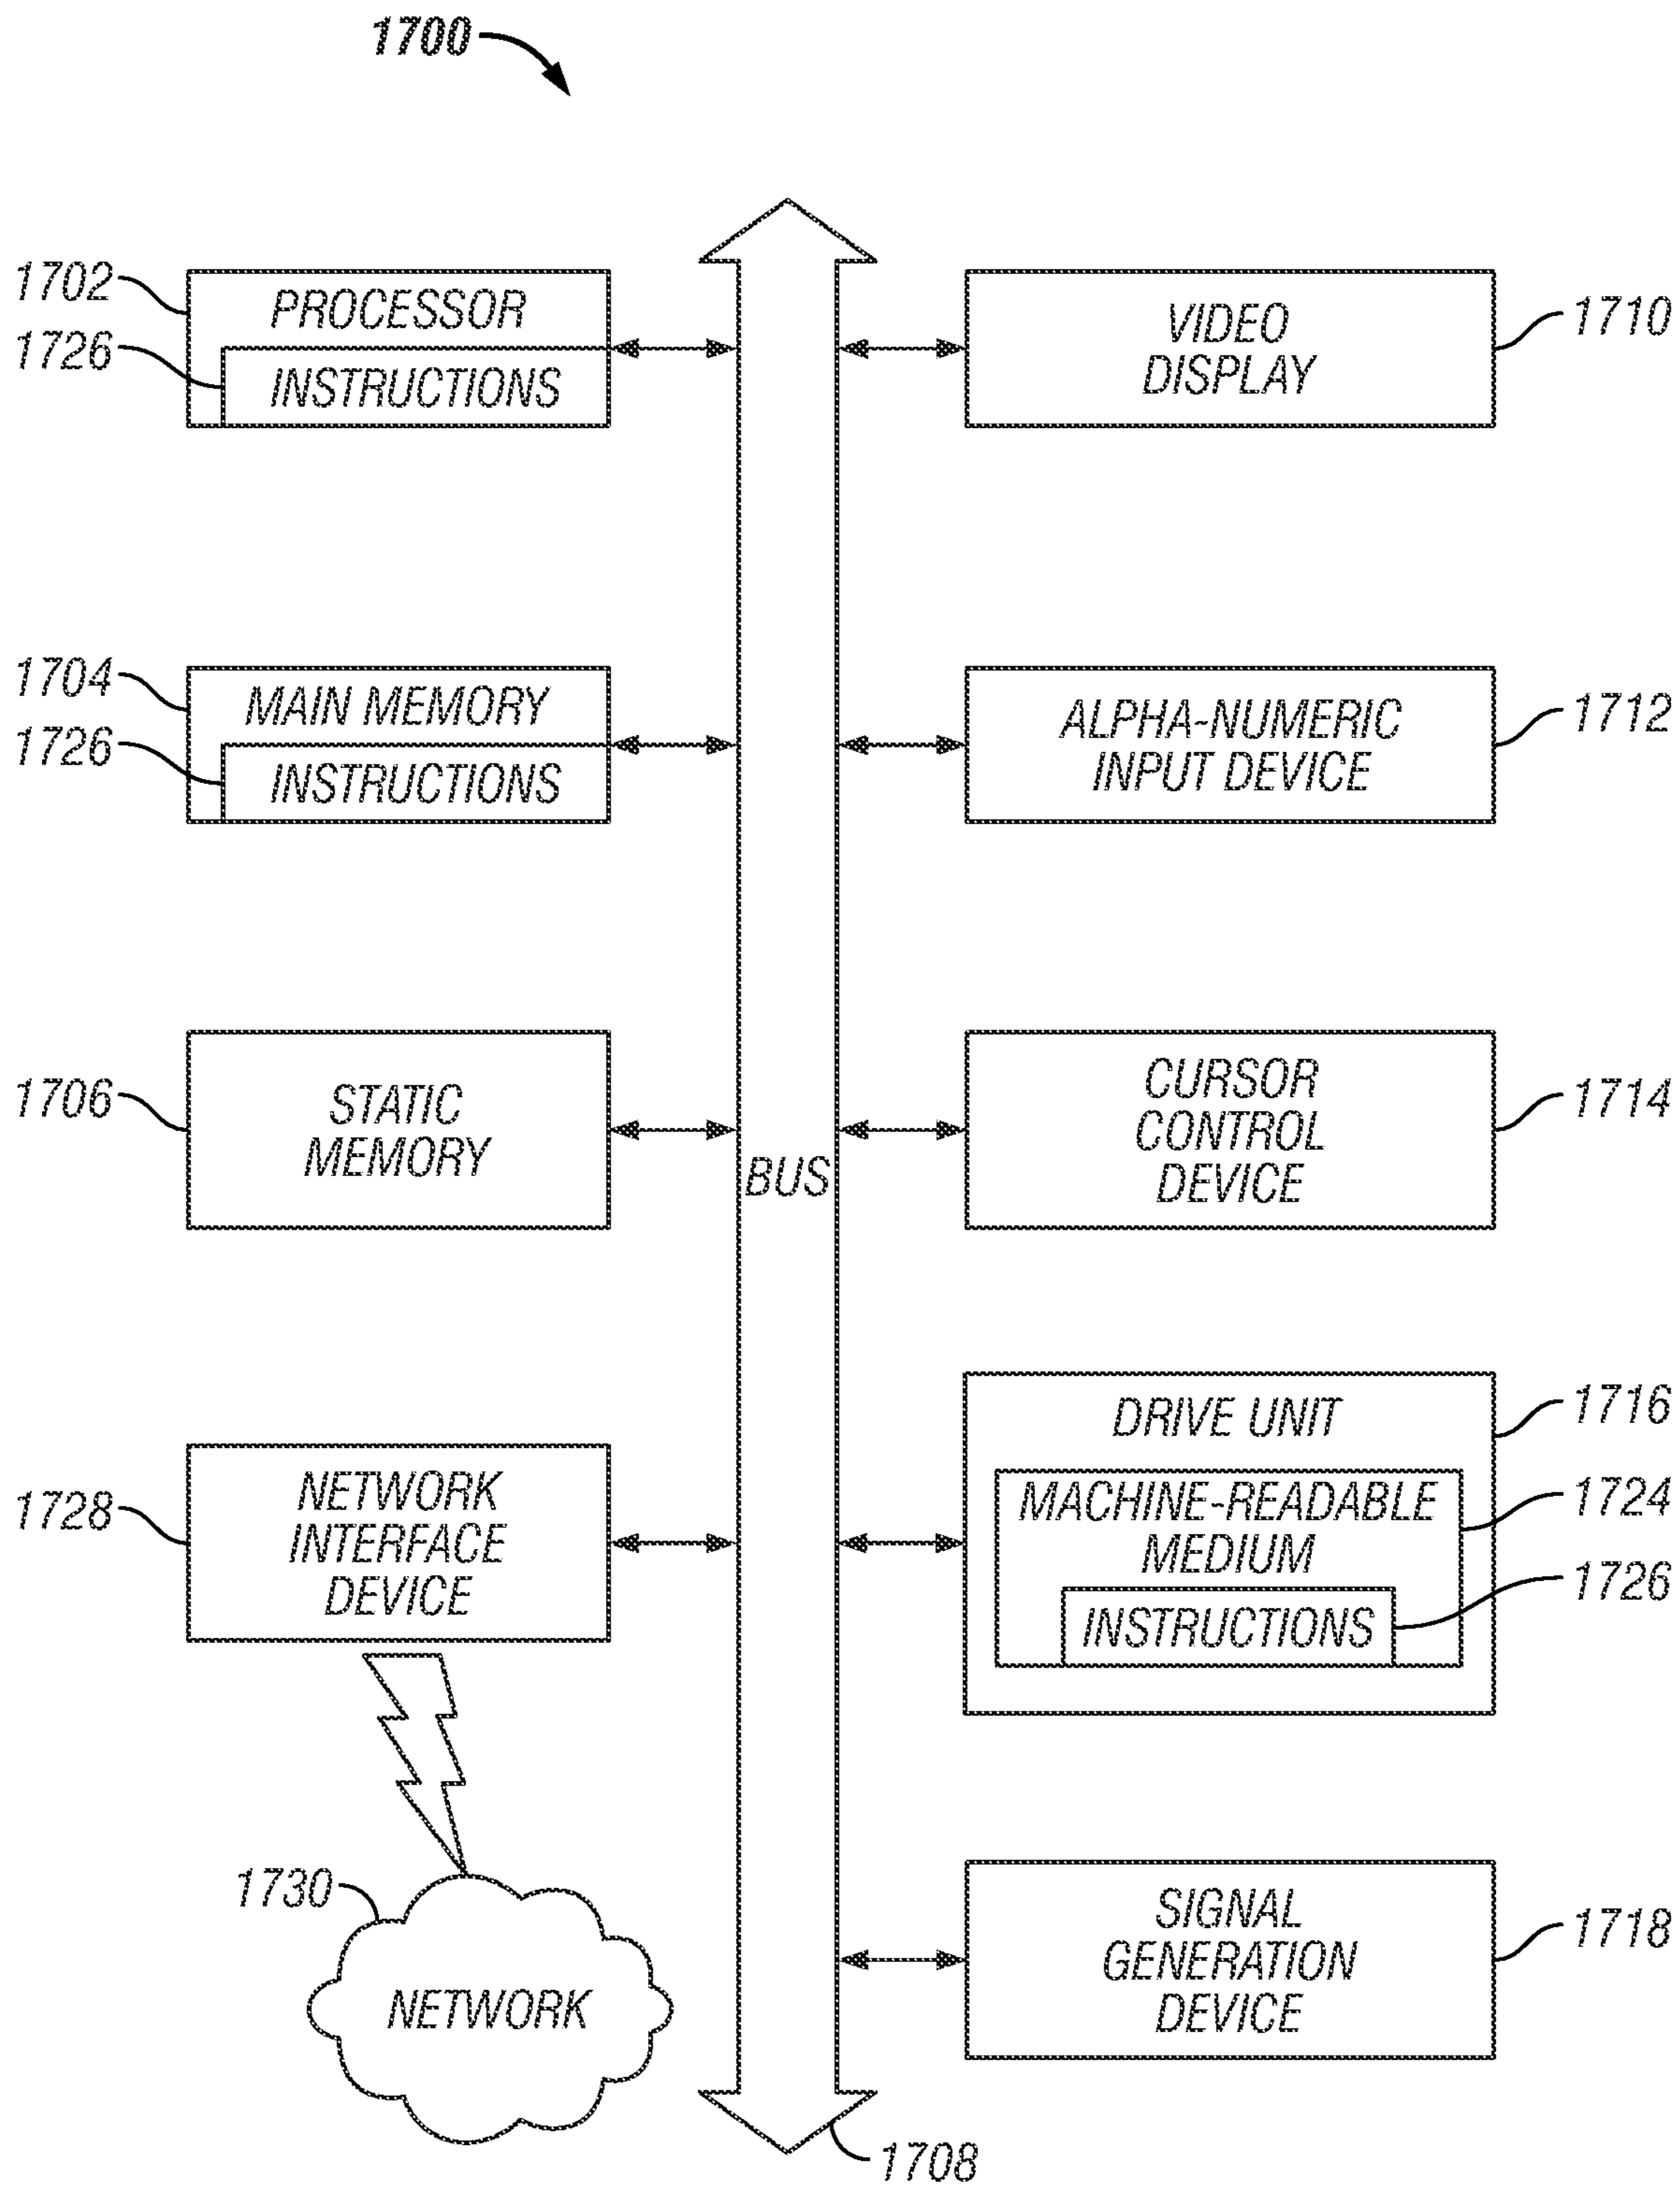 1700
1702
PROCESSOR
1726
INSTRUCTIONS
VIDEO
DISPLAY
1710
1704
MAIN MEMORY
1726
INSTRUCTIONS
ALPHA-NUMERIC
INPUT DEVICE
1712
1706
STATIC
MEMORY
BUS
CURSOR
CONTROL
DEVICE
1714
1728
NETWORK
INTERFACE
DEVICE
DRIVE UNIT
1716
MACHINE-READABLE
MEDIUM
1724
INSTRUCTIONS
1726
1730
NETWORK
SIGNAL
GENERATION
DEVICE
1718
1708